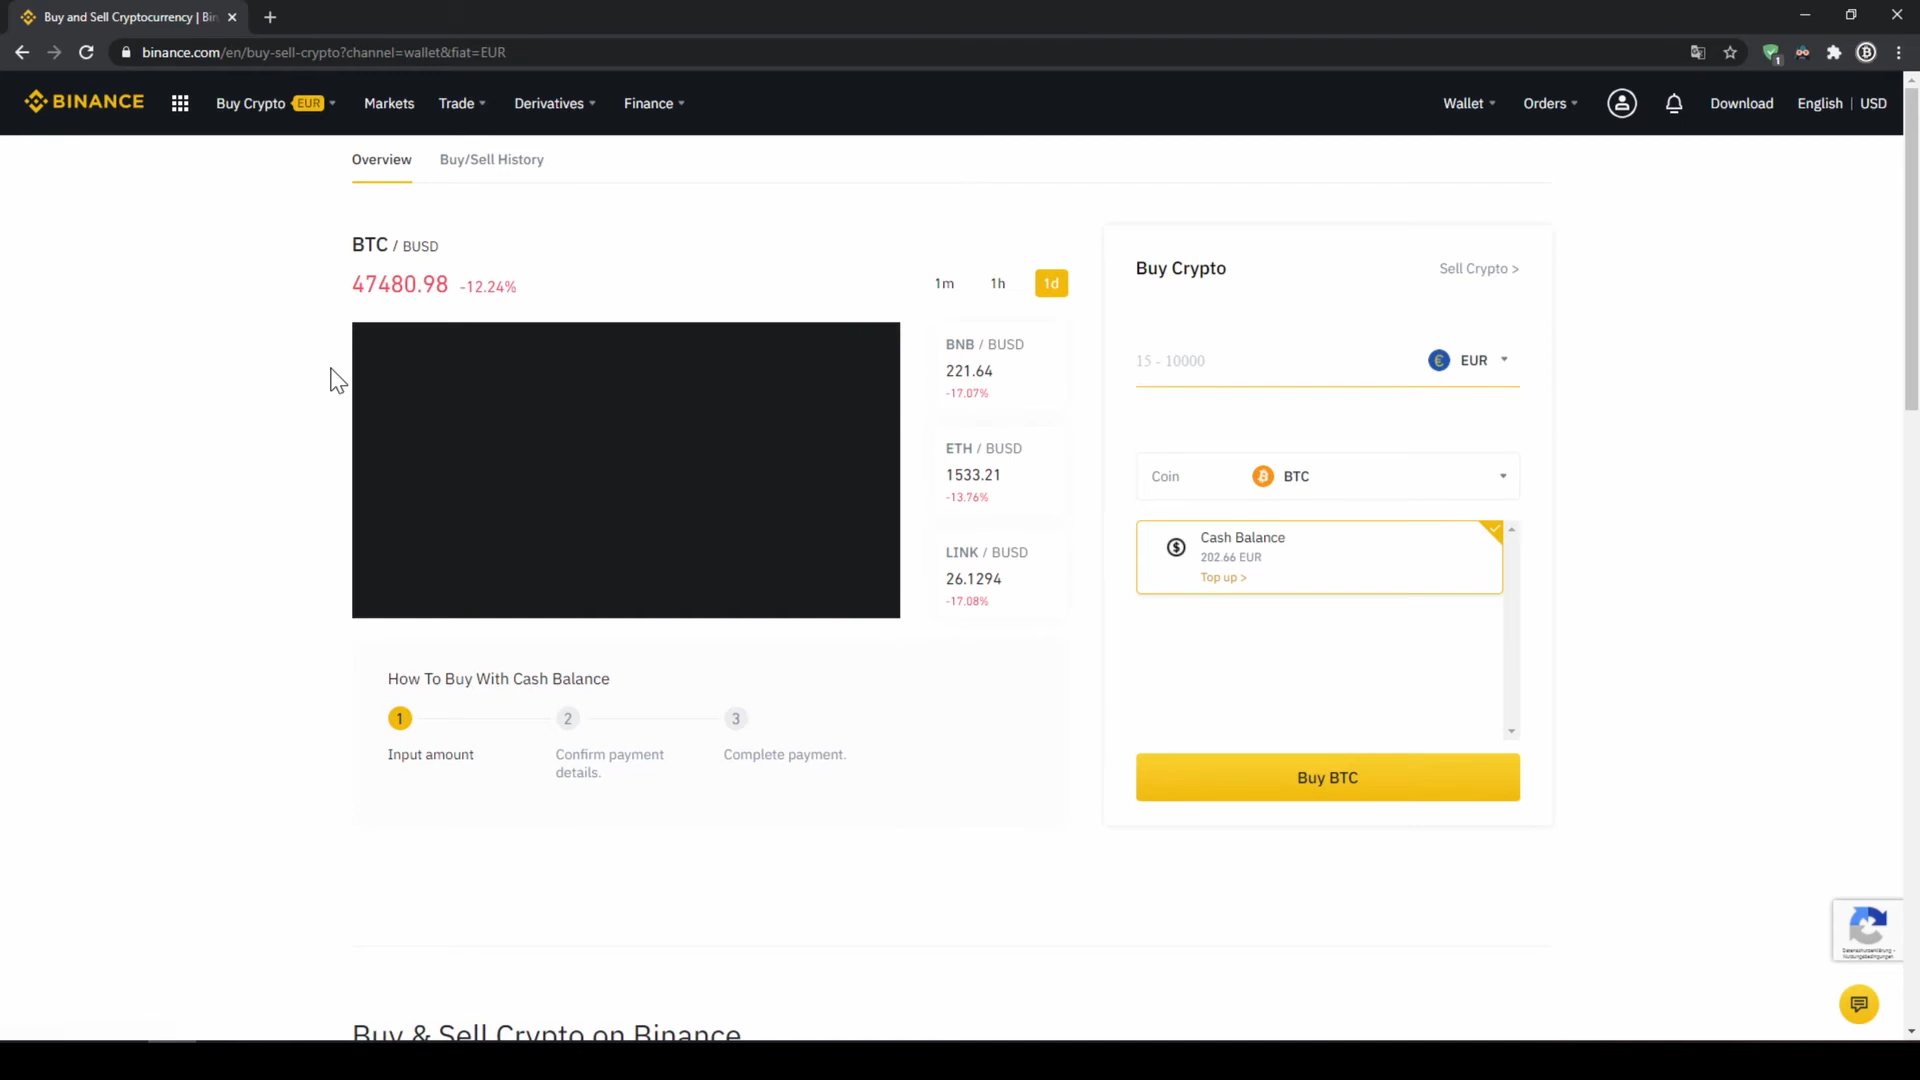 Buy and Sell Cryptocurrency | Bin
binance.com/en/buy-sell-crypto?channel=wallet&fiat=EUR
1
BINANCE
Buy Crypto EUR
Markets
Trade
Derivatives
Finance
Wallet
Orders
Download
English | USD
Overview
Buy/Sell History
BTC / BUSD
47480.98 -12.24%
1m
1h
1d
BNB / BUSD
221.64
-17.07%
ETH / BUSD
1533.21
-13.76%
LINK / BUSD
26.1294
-17.08%
Buy Crypto
Sell Crypto >
15 - 10000
EUR
Coin
BTC
Cash Balance
202.66 EUR
Top up >
Buy BTC
How To Buy With Cash Balance
1
2
3
Input amount
Confirm payment
details.
Complete payment.
Datenschutzerklärung -
Nutzungsbedingungen
Buy & Sell Crypto on Binance